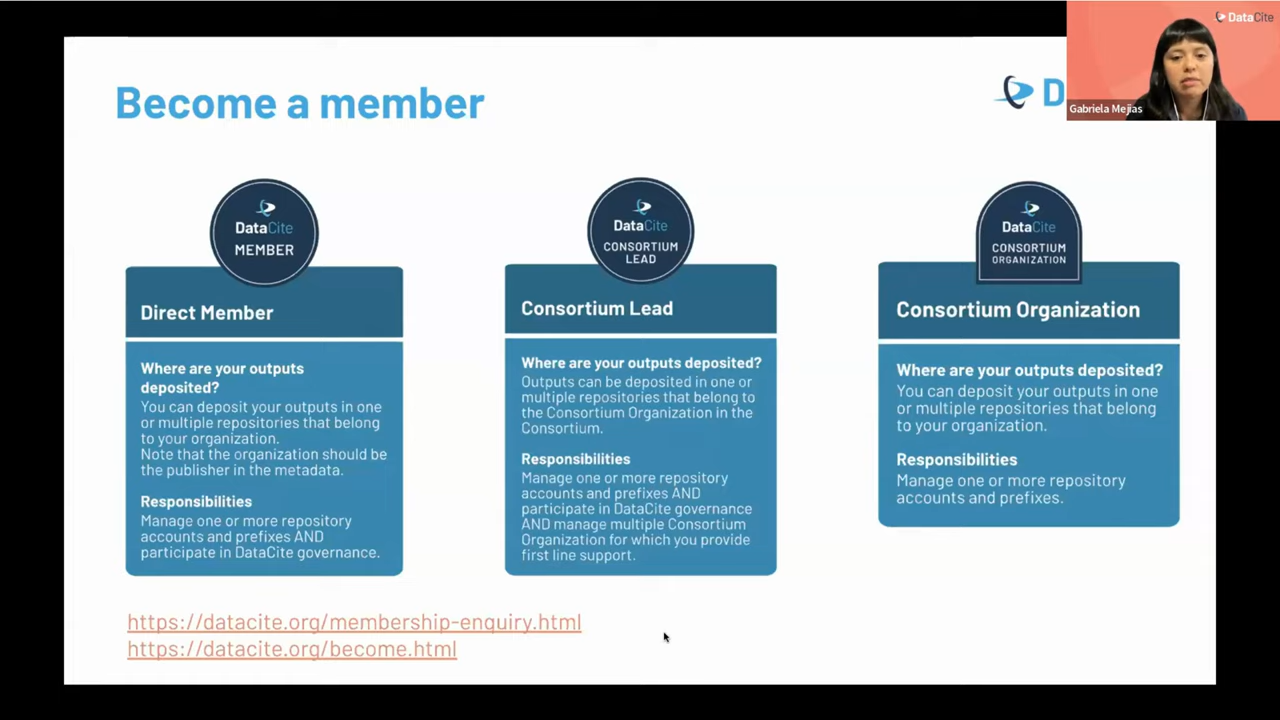 DataCite
Gabriela Mejías
Become a member
D
DataCite
MEMBER
Direct Member
Where are your outputs
deposited?
You can deposit your outputs in one
or multiple repositories that belong
to your organization.
Note that the organization should be
the publisher in the metadata.
Responsibilities
Manage one or more repository
accounts and prefixes AND
participate in DataCite governance.
DataCite
CONSORTIUM
LEAD
Consortium Lead
Where are your outputs deposited?
Outputs can be deposited in one or
multiple repositories that belong to
the Consortium Organization in the
Consortium.
Responsibilities
Manage one or more repository
accounts and prefixes AND
participate in DataCite governance
AND manage multiple Consortium
Organization for which you provide
first line support.
DataCite
CONSORTIUM
ORGANIZATION
Consortium Organization
Where are your outputs deposited?
You can deposit your outputs in one
or multiple repositories that belong
to your organization.
Responsibilities
Manage one or more repository
accounts and prefixes.
https://datacite.org/membership-enquiry.html
https://datacite.org/become.html